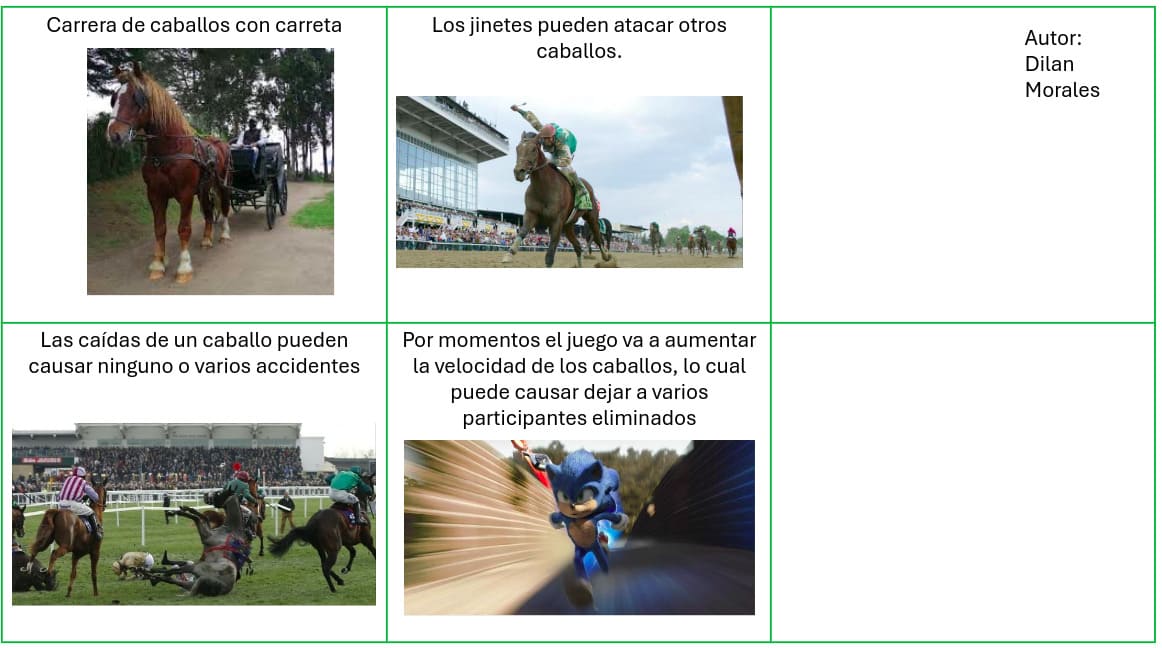 Carrera de caballos con carreta
Los jinetes pueden atacar otros
caballos.
Autor:
Dilan
Morales
Las caídas de un caballo pueden
causar ninguno o varios accidentes
Por momentos el juego va a aumentar
la velocidad de los caballos, lo cual
puede causar dejar a varios
participantes eliminados